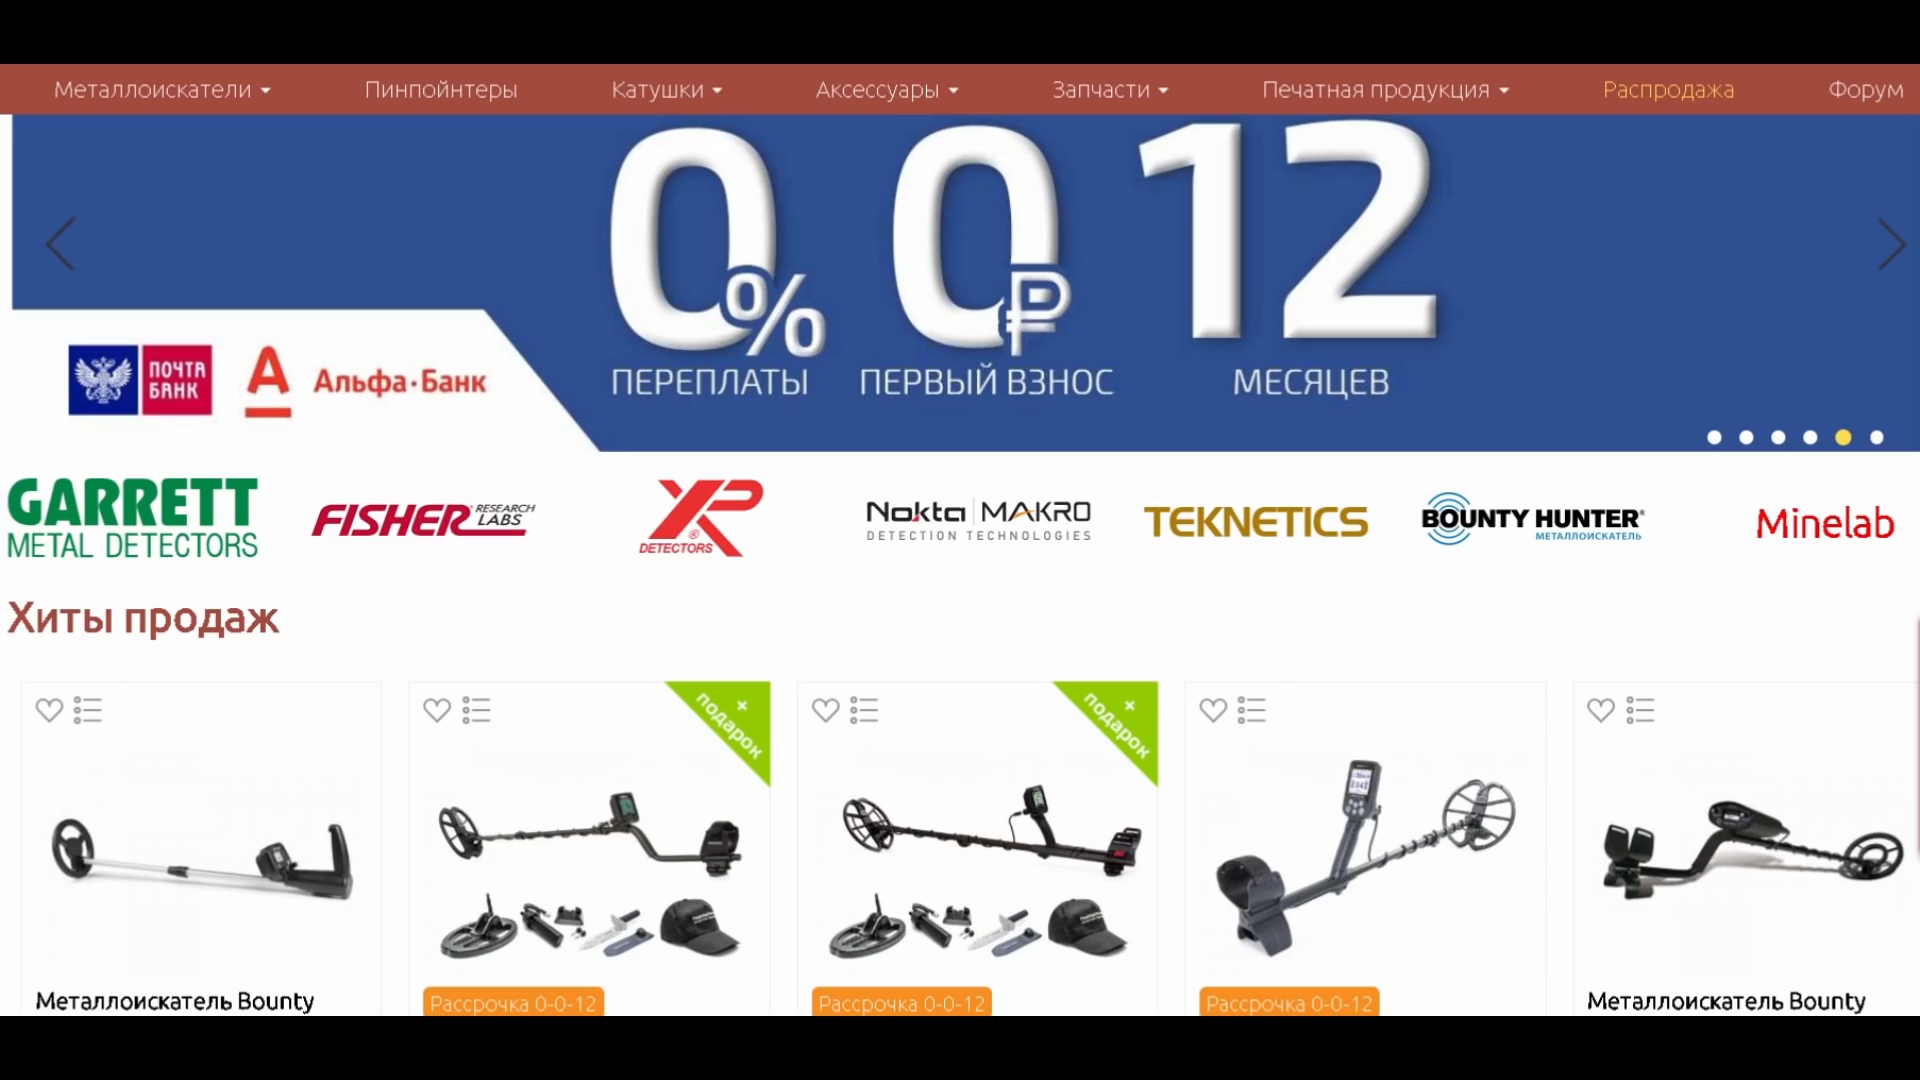 Металлоискатели Пинпойнтеры Катушки Аксессуары Запчасти Печатная продукция Распродажа Форум
0% 0₽ 12
ПЕРЕПЛАТЫ ПЕРВЫЙ ВЗНОС МЕСЯЦЕВ
ПОЧТА БАНК
Альфа·Банк
GARRETT
METAL DETECTORS
FISHER RESEARCH LABS
XP
DETECTORS
Nokta | MAKRO
DETECTION TECHNOLOGIES
TEKNETICS
BOUNTY HUNTER
МЕТАЛЛОИСКАТЕЛЬ
Minelab
Хиты продаж
+ подарок
+ подарок
Металлоискатель Bounty
Рассрочка 0-0-12
Рассрочка 0-0-12
Рассрочка 0-0-12
Металлоискатель Bounty